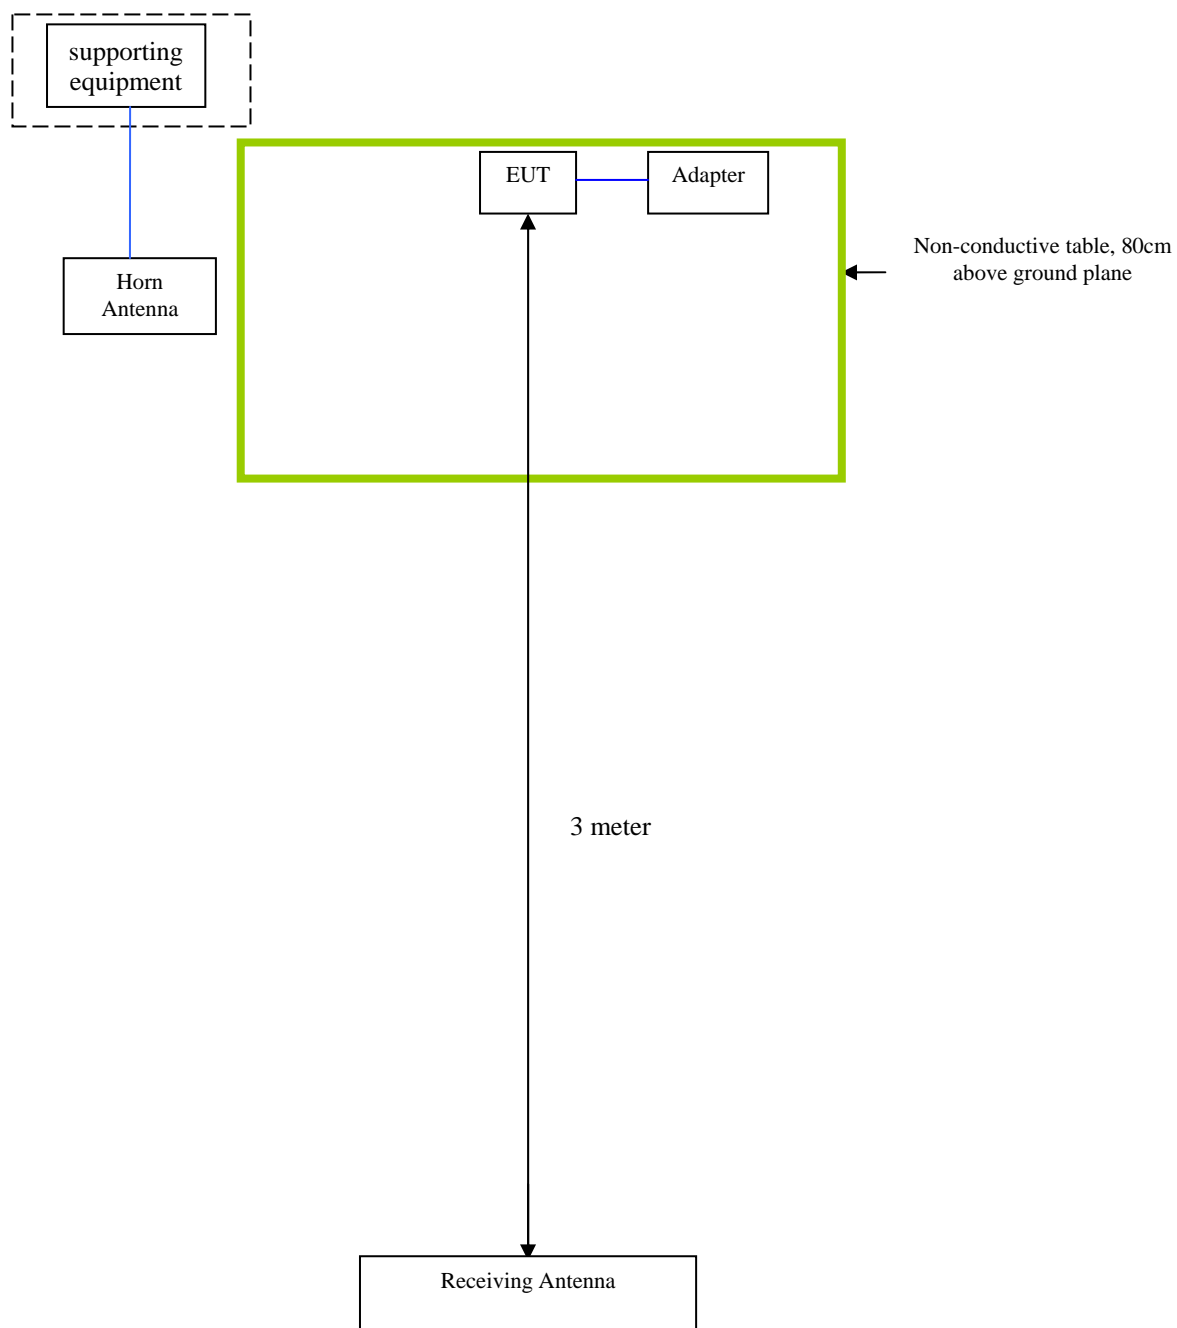 supporting
equipment
EUT
Adapter
Non-conductive table, 80cm
above ground plane
Horn
Antenna
3 meter
Receiving Antenna